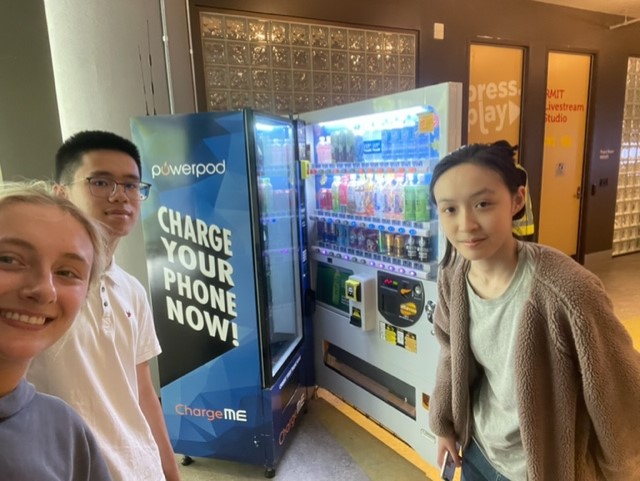 powerpod
CHARGE
YOUR
PHONE
NOW!
ChargeME
press
play
RMIT
Livestream
Studio